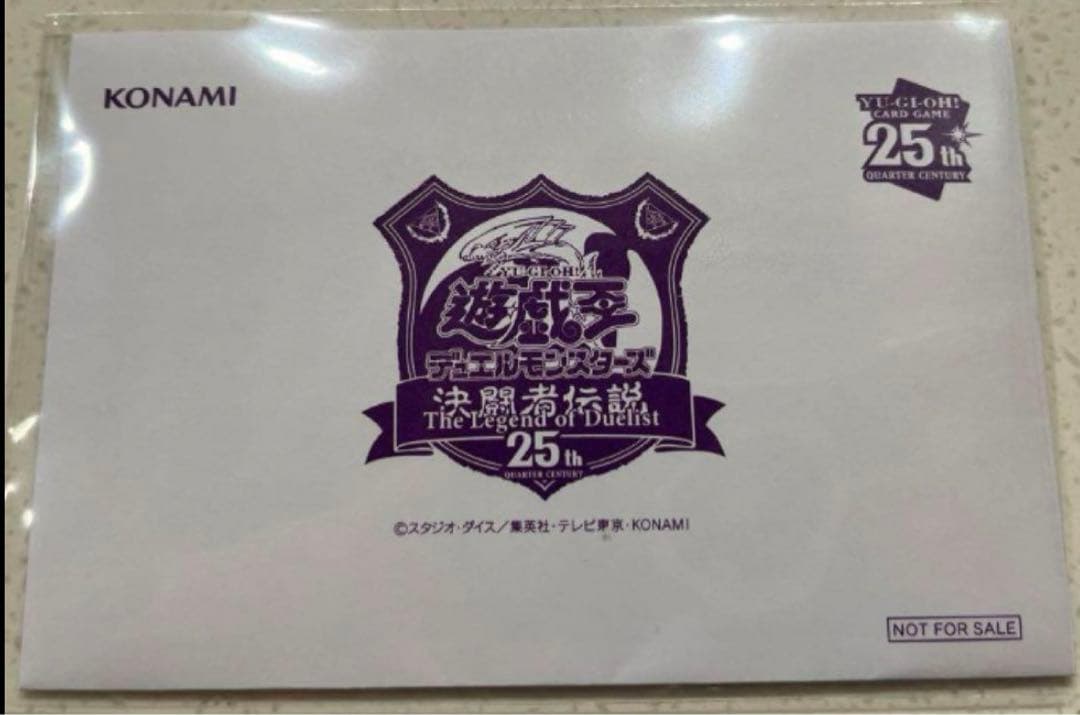 KONAMI
YU-GI-OH!
CARD GAME
25th
QUARTER CENTURY
YU-GI-OH!
遊戯王
デュエルモンスターズ
決闘者伝説
The Legend of Duelist
25th
QUARTER CENTURY
©スタジオ・ダイス/集英社・テレビ東京・KONAMI
NOT FOR SALE